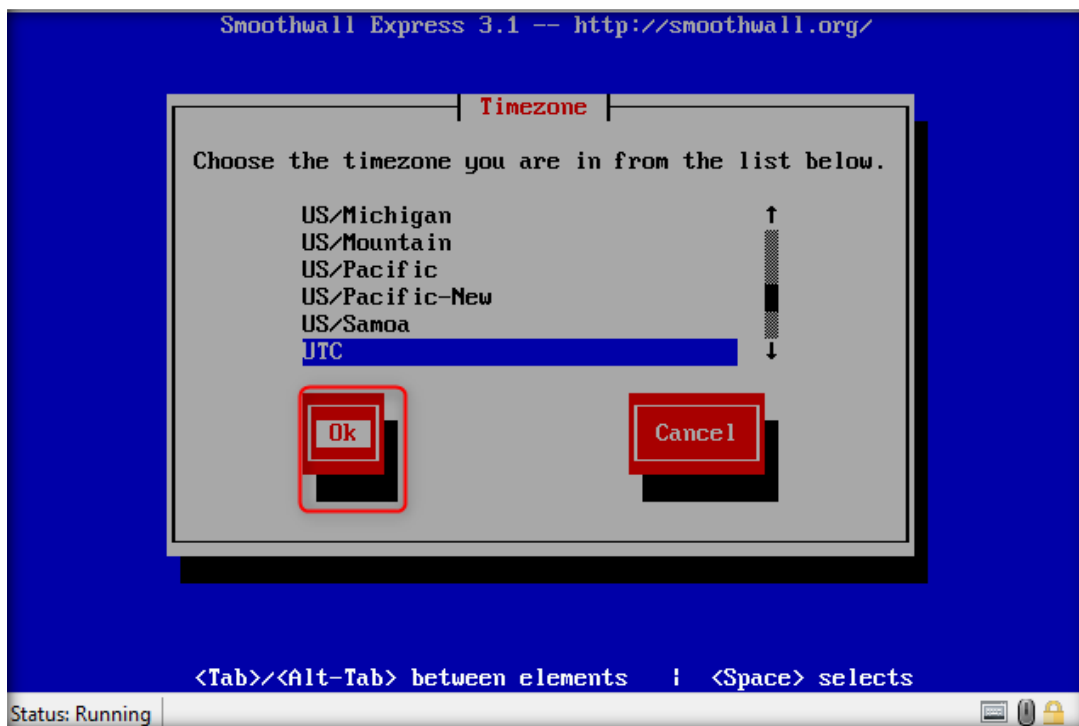 Smoothwall Express 3.1 -- http://smoothwall.org/
Timezone
Choose the timezone you are in from the list below.
US/Michigan
US/Mountain
US/Pacific
US/Pacific-New
US/Samoa
UTC
Ok Cancel
<Tab>/<Alt-Tab> between elements | <Space> selects
Status: Running